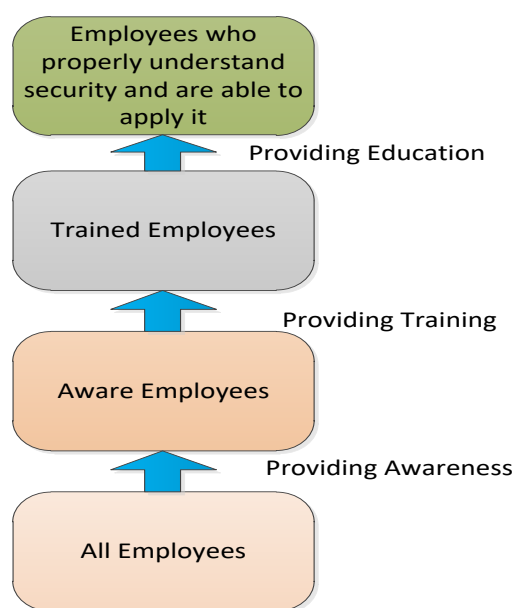 Employees who
properly understand
security and are able to
apply it
Providing Education
Trained Employees
Providing Training
Aware Employees
Providing Awareness
All Employees